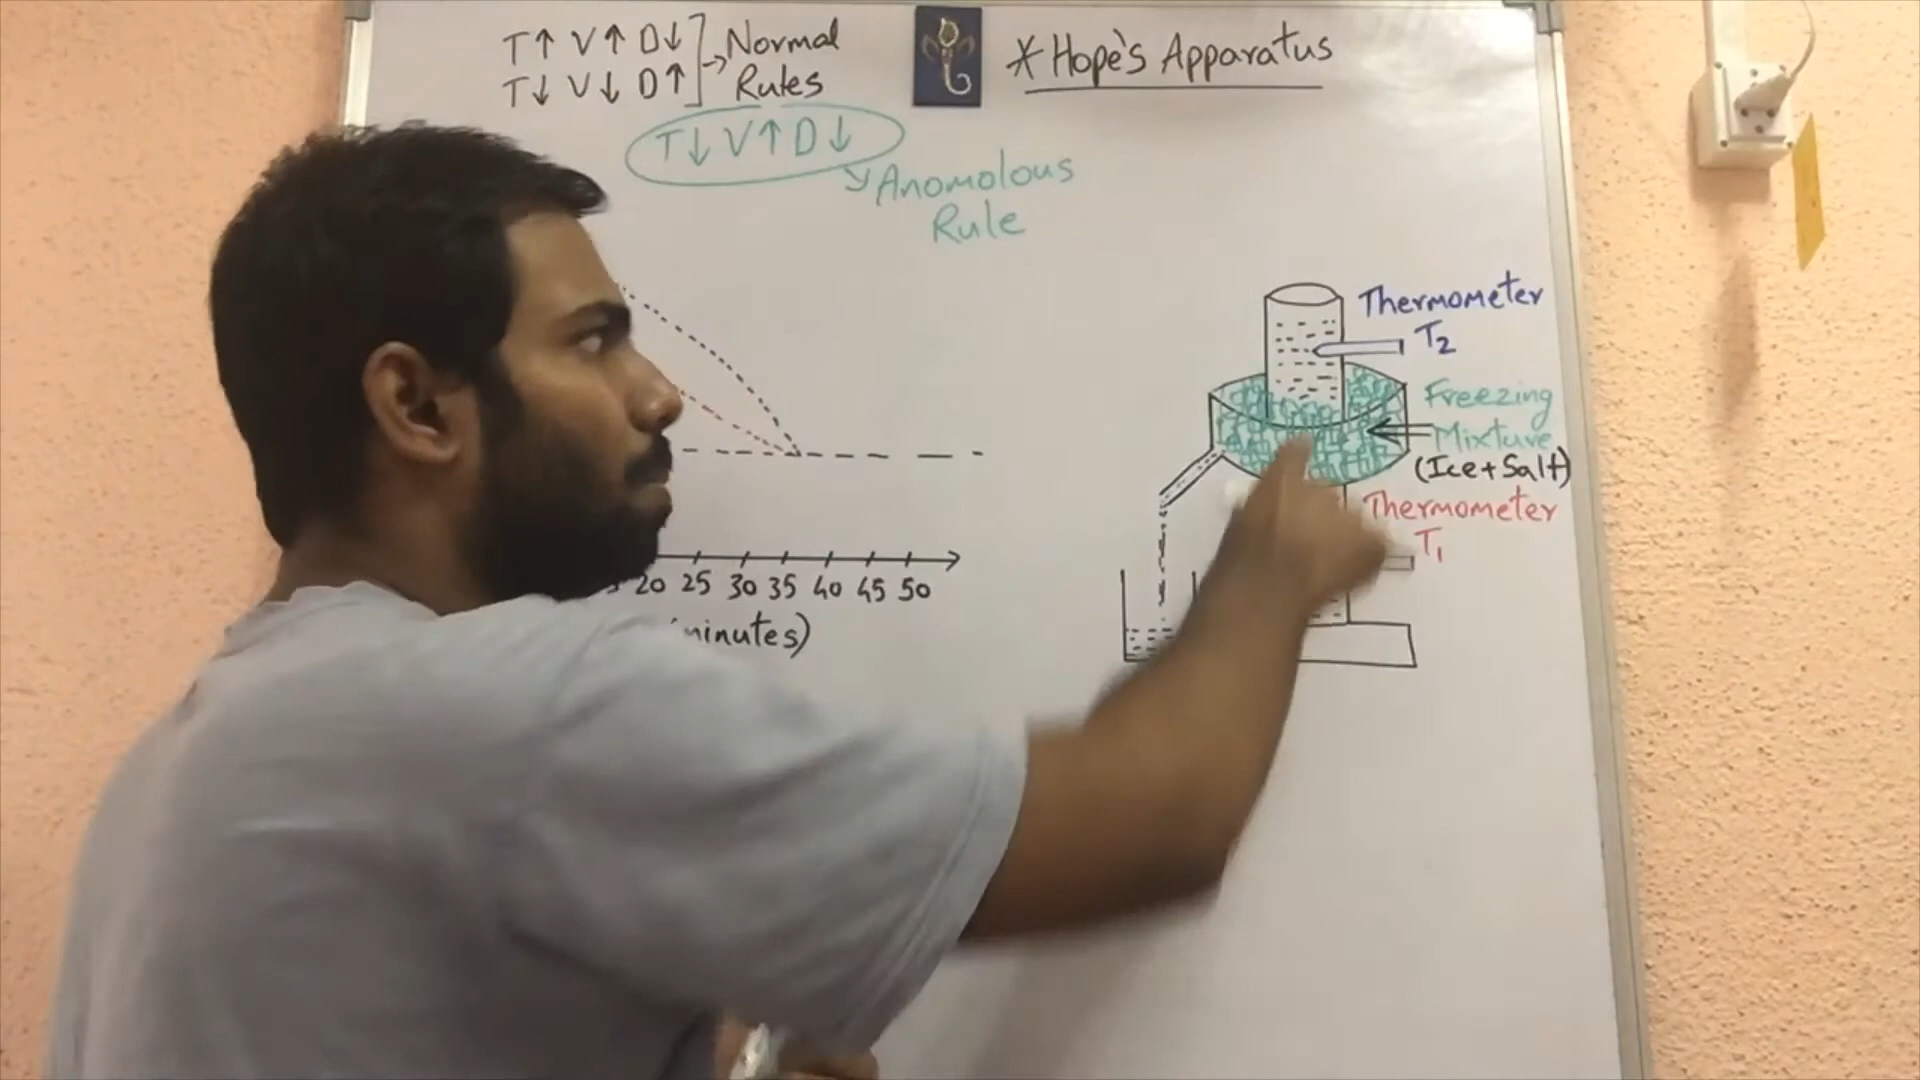 T↑ V↑ D↓
T↓ V↓ D↑
→ Normal
Rules
* Hope's Apparatus
T↓ V↑ D↓
Anomolous
Rule
Thermometer
T2
Freezing
Mixture
(Ice + Salt)
Thermometer
T1
20 25 30 35 40 45 50
minutes)